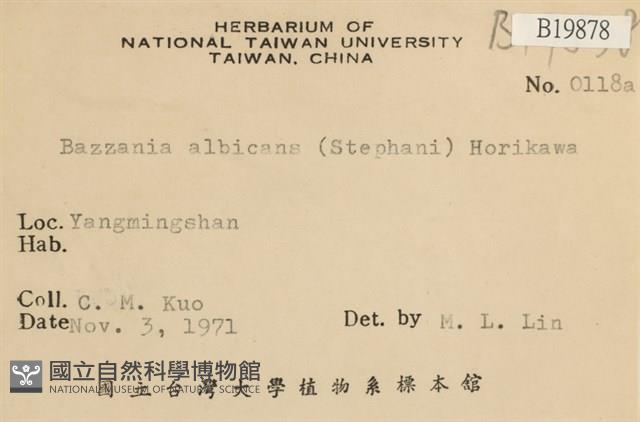 HERBARIUM OF
NATIONAL TAIWAN UNIVERSITY
TAIWAN, CHINA
B19878
No. 0118a
Bazzania albicans (Stephani) Horikawa
Loc. Yangmingshan
Hab.
Coll. C. M. Kuo
Date Nov. 3, 1971
Det. by M. L. Lin
國立自然科學博物館
NATIONAL MUSEUM OF NATURAL SCIENCE
國立台灣大學植物系標本館